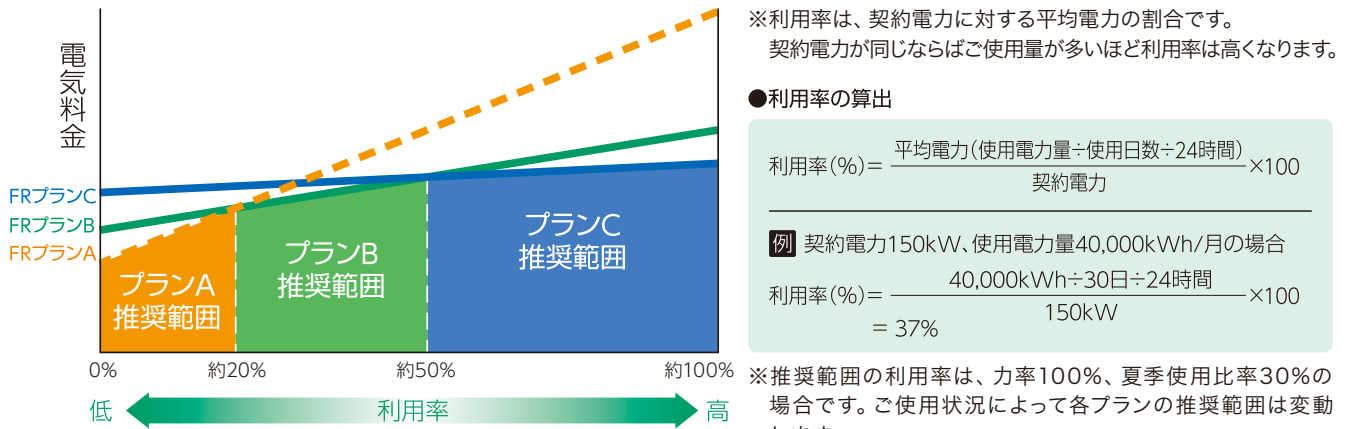 電気料金
FRプランC
FRプランB
FRプランA
プランA
推奨範囲
プランB
推奨範囲
プランC
推奨範囲
0%
約20%
約50%
約100%
低
利用率
高
※利用率は、契約電力に対する平均電力の割合です。
契約電力が同じならばご使用量が多いほど利用率は高くなります。
●利用率の算出
利用率(%)= 平均電力(使用電力量÷使用日数÷24時間) ×100
契約電力
例 契約電力150kW、使用電力量40,000kWh/月の場合
利用率(%)= 40,000kWh÷30日÷24時間 ×100
150kW
= 37%
※推奨範囲の利用率は、力率100%、夏季使用比率30%の
場合です。ご使用状況によって各プランの推奨範囲は変動